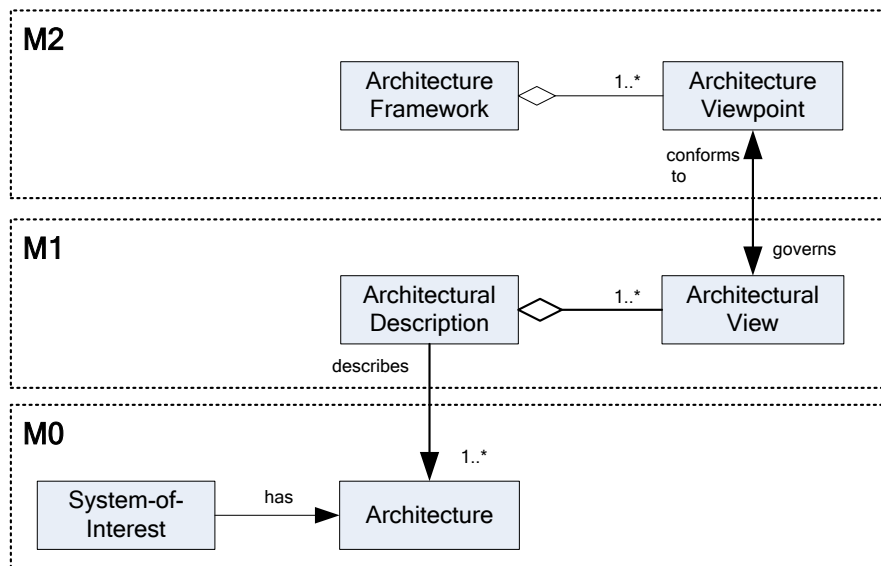 M2
Architecture
Framework
1..*
Architecture
Viewpoint
conforms
to
M1
governs
Architectural
Description
1..*
Architectural
View
describes
M0
1..*
System-of-
Interest
has
Architecture